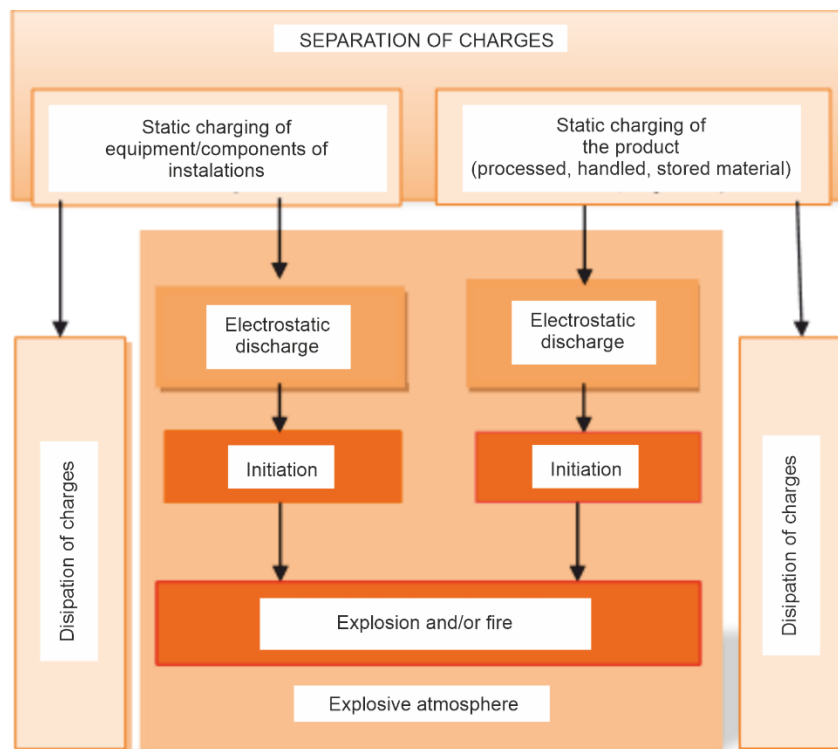 SEPARATION OF CHARGES
Static charging of
equipment/components of
instalations
Static charging of
the product
(processed, handled, stored material)
Electrostatic
discharge
Electrostatic
discharge
Initiation
Initiation
Explosion and/or fire
Explosive atmosphere
Disipation of charges
Disipation of charges